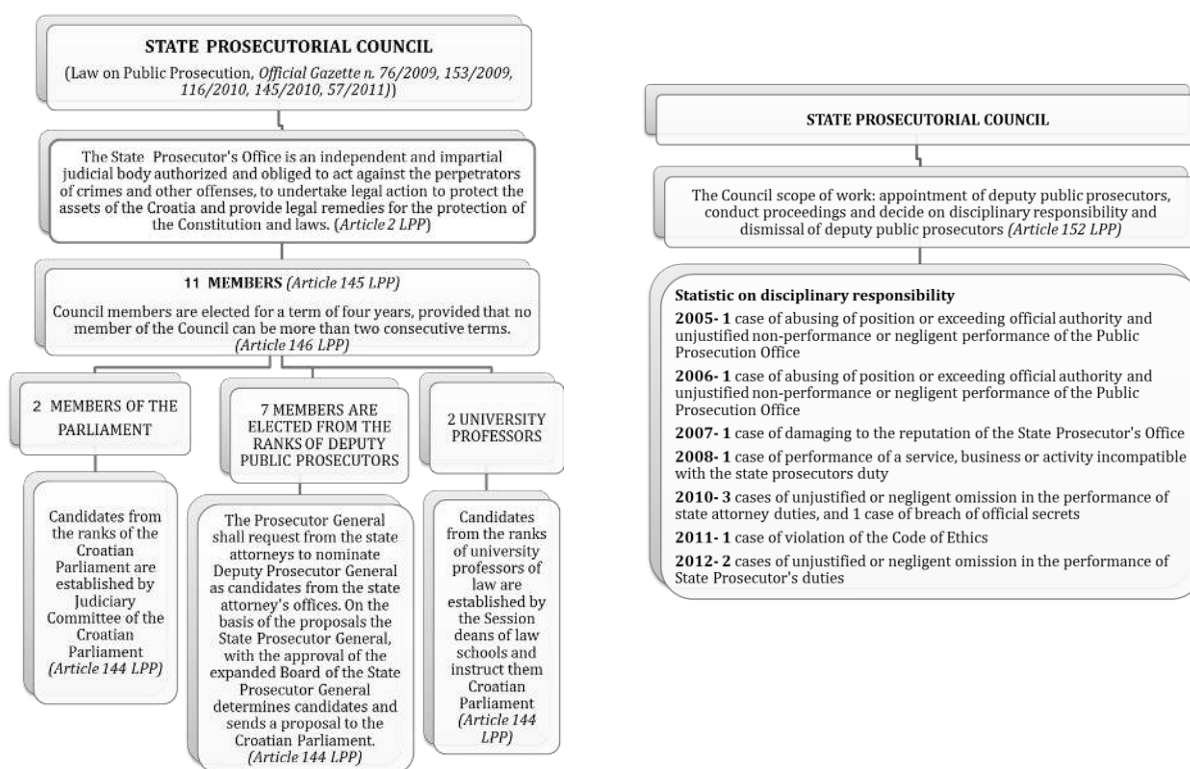 STATE PROSECUTORIAL COUNCIL
(Law on Public Prosecution, Official Gazette n. 76/2009, 153/2009,
116/2010, 145/2010, 57/2011))
The State Prosecutor's Office is an independent and impartial
judicial body authorized and obliged to act against the perpetrators
of crimes and other offenses, to undertake legal action to protect the
assets of the Croatia and provide legal remedies for the protection of
the Constitution and laws. (Article 2 LPP)
11 MEMBERS (Article 145 LPP)
Council members are elected for a term of four years, provided that no
member of the Council can be more than two consecutive terms.
(Article 146 LPP)
2 MEMBERS OF THE
PARLIAMENT
Candidates from
the ranks of the
Croatian
Parliament are
established by
Judiciary
Committee of the
Croatian
Parliament
(Article 144 LPP)
7 MEMBERS ARE
ELECTED FROM THE
RANKS OF DEPUTY
PUBLIC PROSECUTORS
The Prosecutor General
shall request from the state
attorneys to nominate
Deputy Prosecutor General
as candidates from the state
attorney's offices. On the
basis of the proposals the
State Prosecutor General,
with the approval of the
expanded Board of the State
Prosecutor General
determines candidates and
sends a proposal to the
Croatian Parliament.
(Article 144 LPP)
2 UNIVERSITY
PROFESSORS
Candidates
from the ranks
of university
professors of
law are
established by
the Session
deans of law
schools and
instruct them
Croatian
Parliament
(Article 144
LPP)
STATE PROSECUTORIAL COUNCIL
The Council scope of work: appointment of deputy public prosecutors,
conduct proceedings and decide on disciplinary responsibility and
dismissal of deputy public prosecutors (Article 152 LPP)
Statistic on disciplinary responsibility
2005- 1 case of abusing of position or exceeding official authority and
unjustified non-performance or negligent performance of the Public
Prosecution Office
2006- 1 case of abusing of position or exceeding official authority and
unjustified non-performance or negligent performance of the Public
Prosecution Office
2007- 1 case of damaging to the reputation of the State Prosecutor's Office
2008- 1 case of performance of a service, business or activity incompatible
with the state prosecutors duty
2010- 3 cases of unjustified or negligent omission in the performance of
state attorney duties, and 1 case of breach of official secrets
2011- 1 case of violation of the Code of Ethics
2012- 2 cases of unjustified or negligent omission in the performance of
State Prosecutor's duties